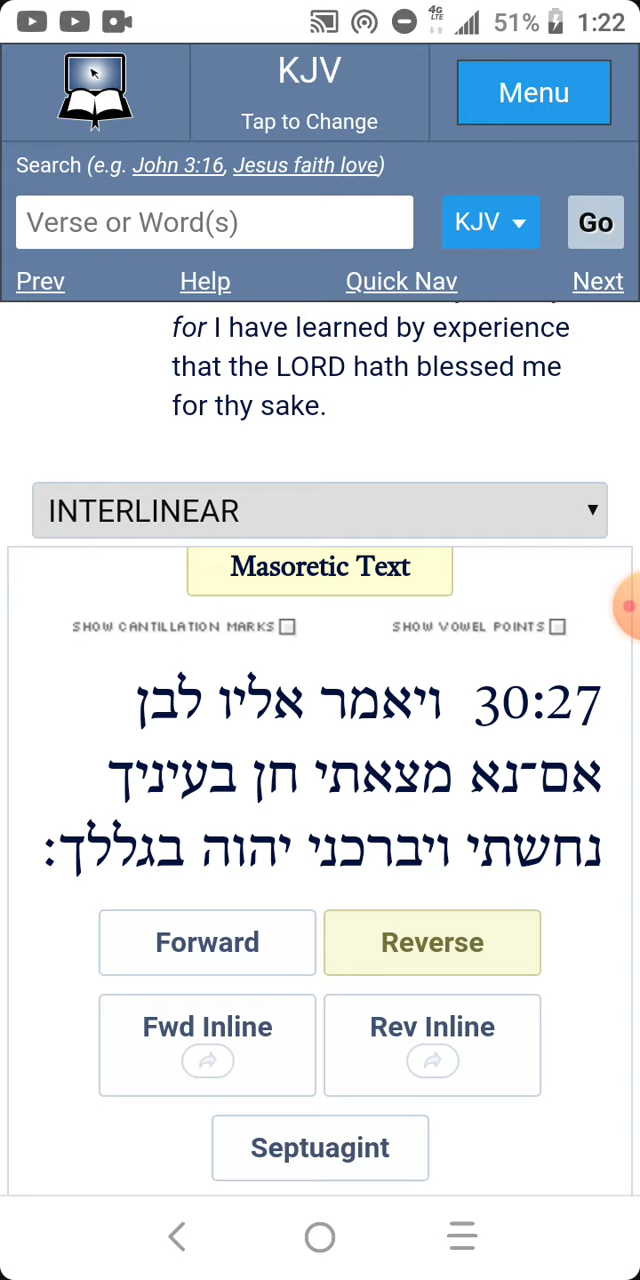 4G
LTE
51%
1:22
KJV
Tap to Change
Menu
Search (e.g. John 3:16, Jesus faith love)
Verse or Word(s)
KJV
Go
Prev
Help
Quick Nav
Next
for I have learned by experience
that the LORD hath blessed me
for thy sake.
INTERLINEAR
Masoretic Text
SHOW CANTILLATION MARKS
SHOW VOWEL POINTS
30:27 ויאמר אליו לבן
אם־נא מצאתי חן בעיניך
נחשתי ויברכני יהוה בגללך׃
Forward
Reverse
Fwd Inline
Rev Inline
Septuagint